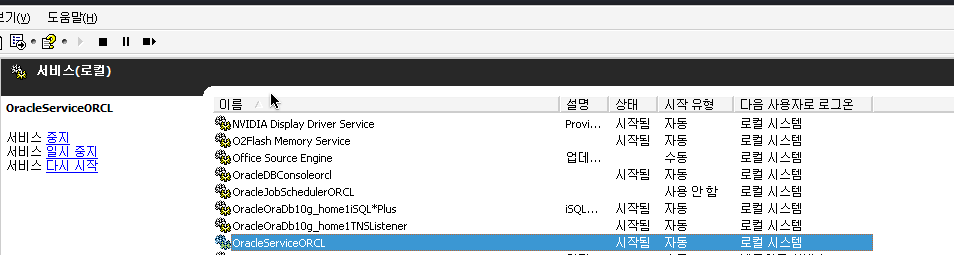 보기(V) 도움말(H)
서비스(로컬)
OracleServiceORCL
서비스 중지
서비스 일시 중지
서비스 다시 시작
이름 설명 상태 시작 유형 다음 사용자로 로그온
NVIDIA Display Driver Service Provi... 시작됨 자동 로컬 시스템
O2Flash Memory Service 시작됨 자동 로컬 시스템
Office Source Engine 업데... 수동 로컬 시스템
OracleDBConsoleorcl 시작됨 자동 로컬 시스템
OracleJobSchedulerORCL 사용 안 함 로컬 시스템
OracleOraDb10g_home1iSQL*Plus iSQL... 시작됨 자동 로컬 시스템
OracleOraDb10g_home1TNSListener 시작됨 자동 로컬 시스템
OracleServiceORCL 시작됨 자동 로컬 시스템